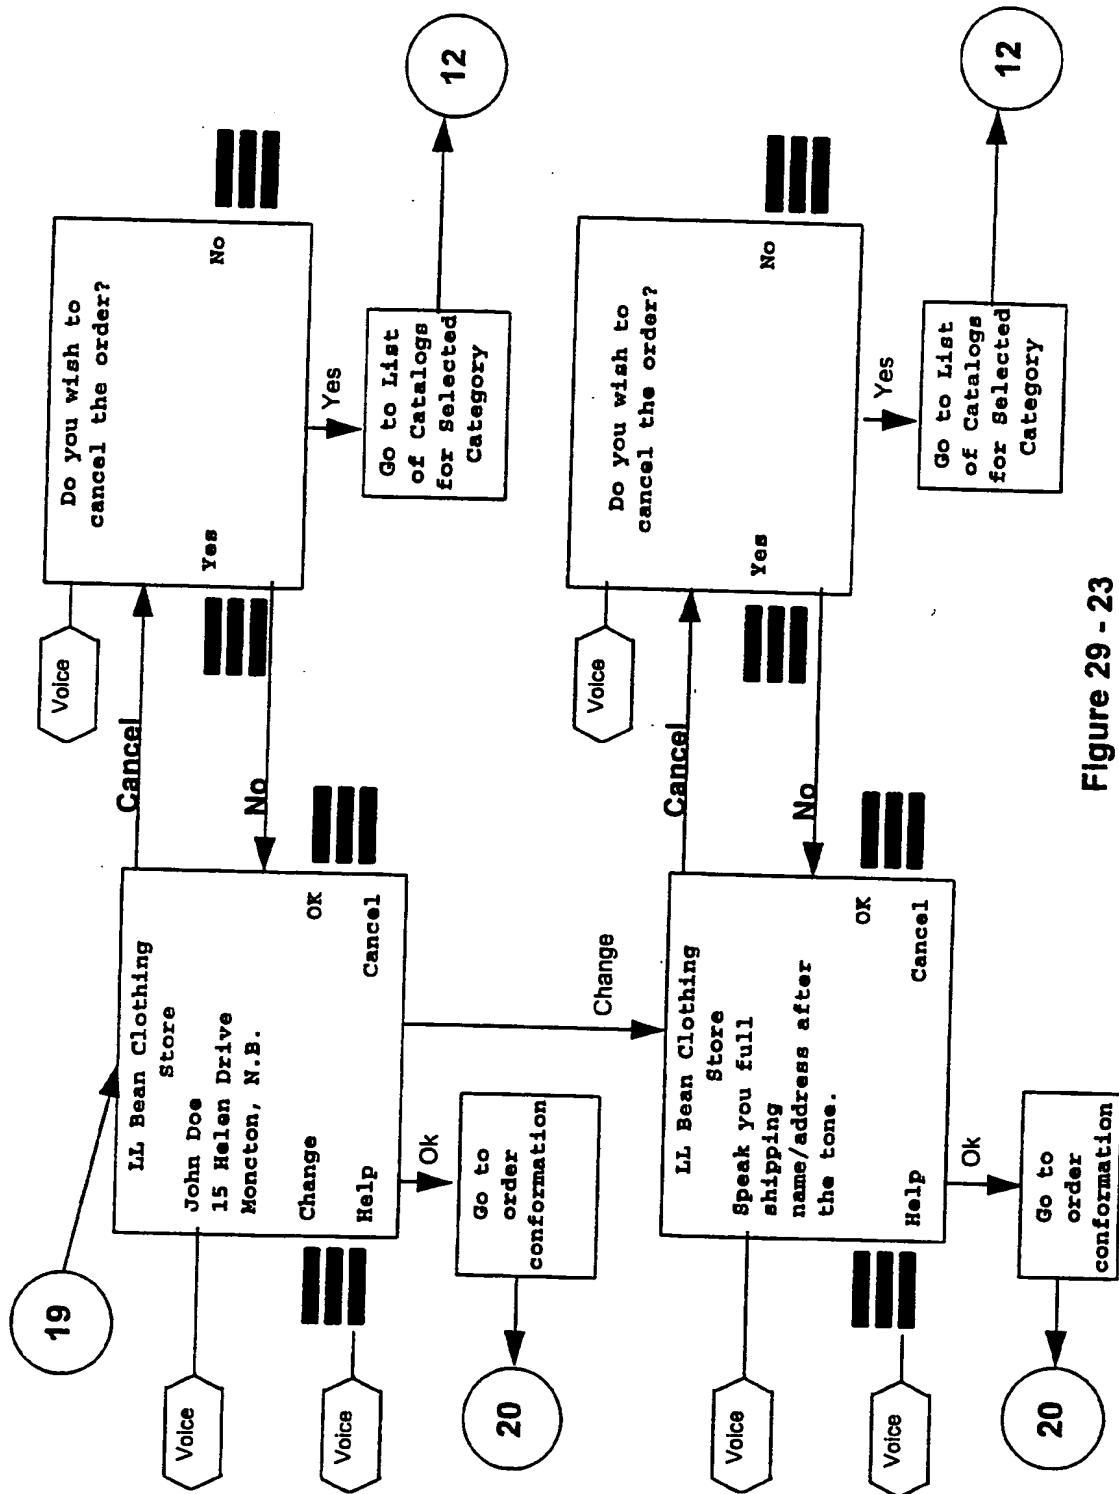 19
LL Bean Clothing
Store
John Doe
15 Helen Drive
Moncton, N.B.
Change
OK
Help
Cancel
Voice
Voice
Cancel
No
Voice
Do you wish to
cancel the order?
Yes
No
Yes
Go to List
of Catalogs
for Selected
Category
12
Ok
Go to
order
conformation
20
Change
LL Bean Clothing
Store
Speak you full
shipping
name/address after
the tone.
OK
Help
Cancel
Voice
Voice
Cancel
No
Voice
Do you wish to
cancel the order?
Yes
No
Yes
Go to List
of Catalogs
for Selected
Category
12
Ok
Go to
order
conformation
20
Figure 29 - 23